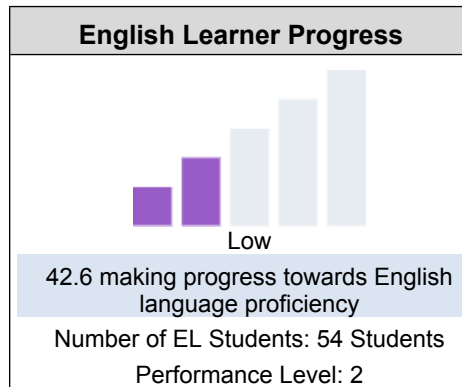 English Learner Progress
Low
42.6 making progress towards English
language proficiency
Number of EL Students: 54 Students
Performance Level: 2